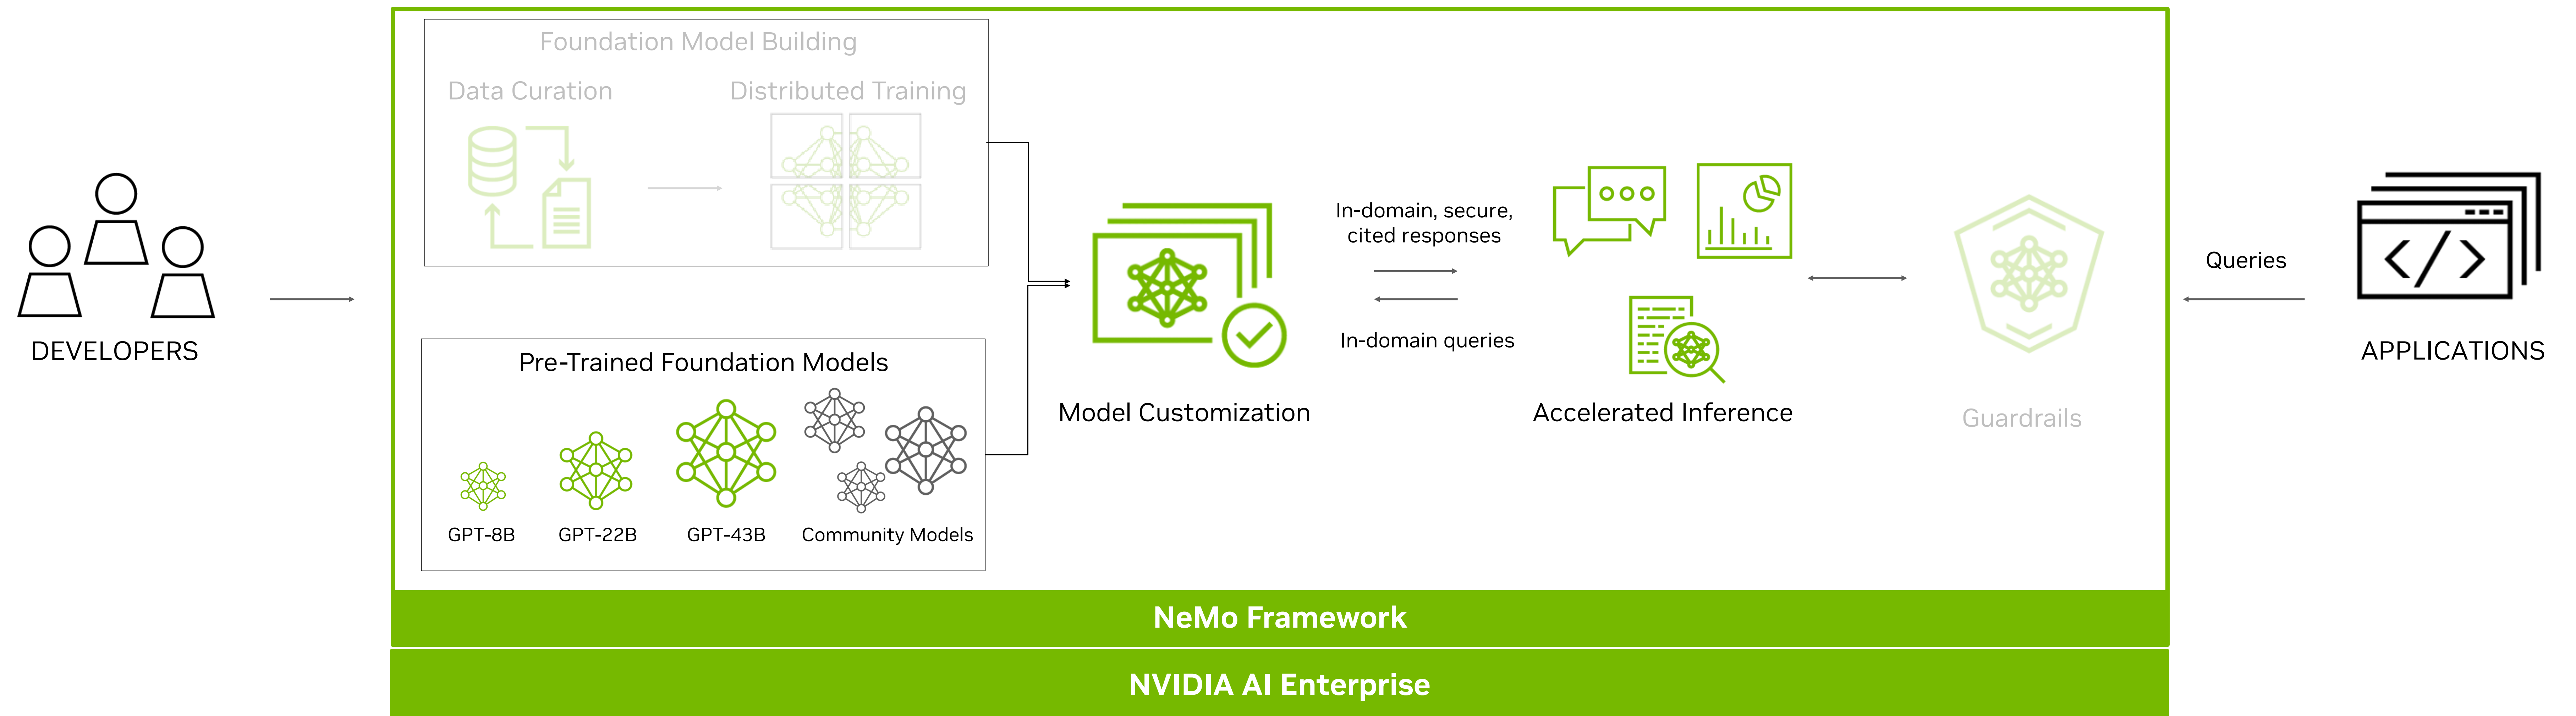 DEVELOPERS
Foundation Model Building
Data Curation
Distributed Training
Pre-Trained Foundation Models
GPT-8B
GPT-22B
GPT-43B
Community Models
Model Customization
In-domain, secure,
cited responses
In-domain queries
Accelerated Inference
Guardrails
Queries
APPLICATIONS
NeMo Framework
NVIDIA AI Enterprise